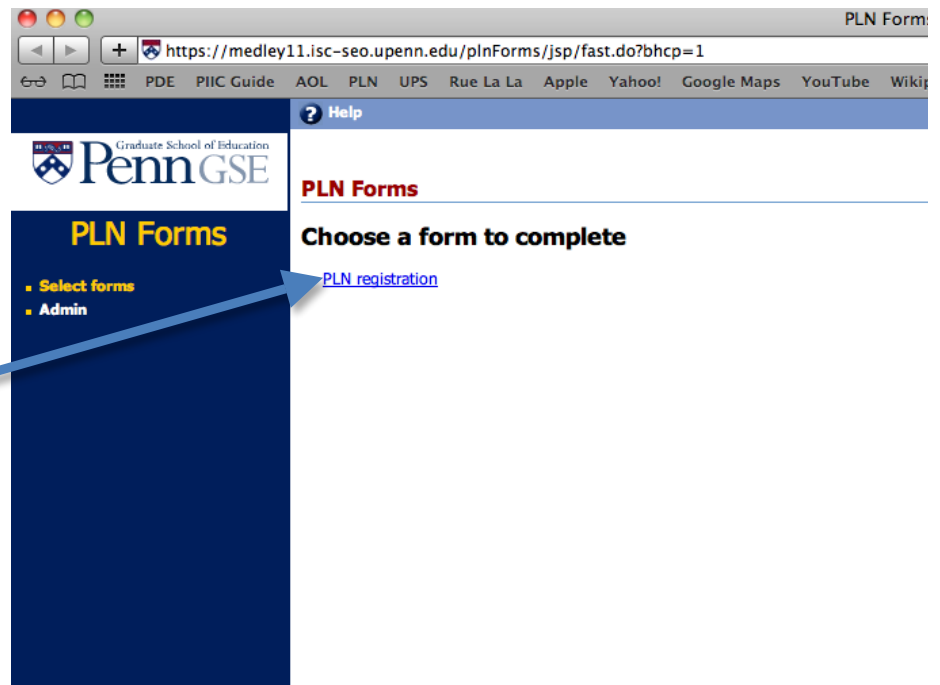 PLN Forms
https://medley11.isc-seo.upenn.edu/plnForms/jsp/fast.do?bhcp=1
PDE PIIC Guide AOL PLN UPS Rue La La Apple Yahoo! Google Maps YouTube
Help
Graduate School of Education
Penn GSE
PLN Forms
Select forms
Admin
PLN Forms
Choose a form to complete
PLN registration